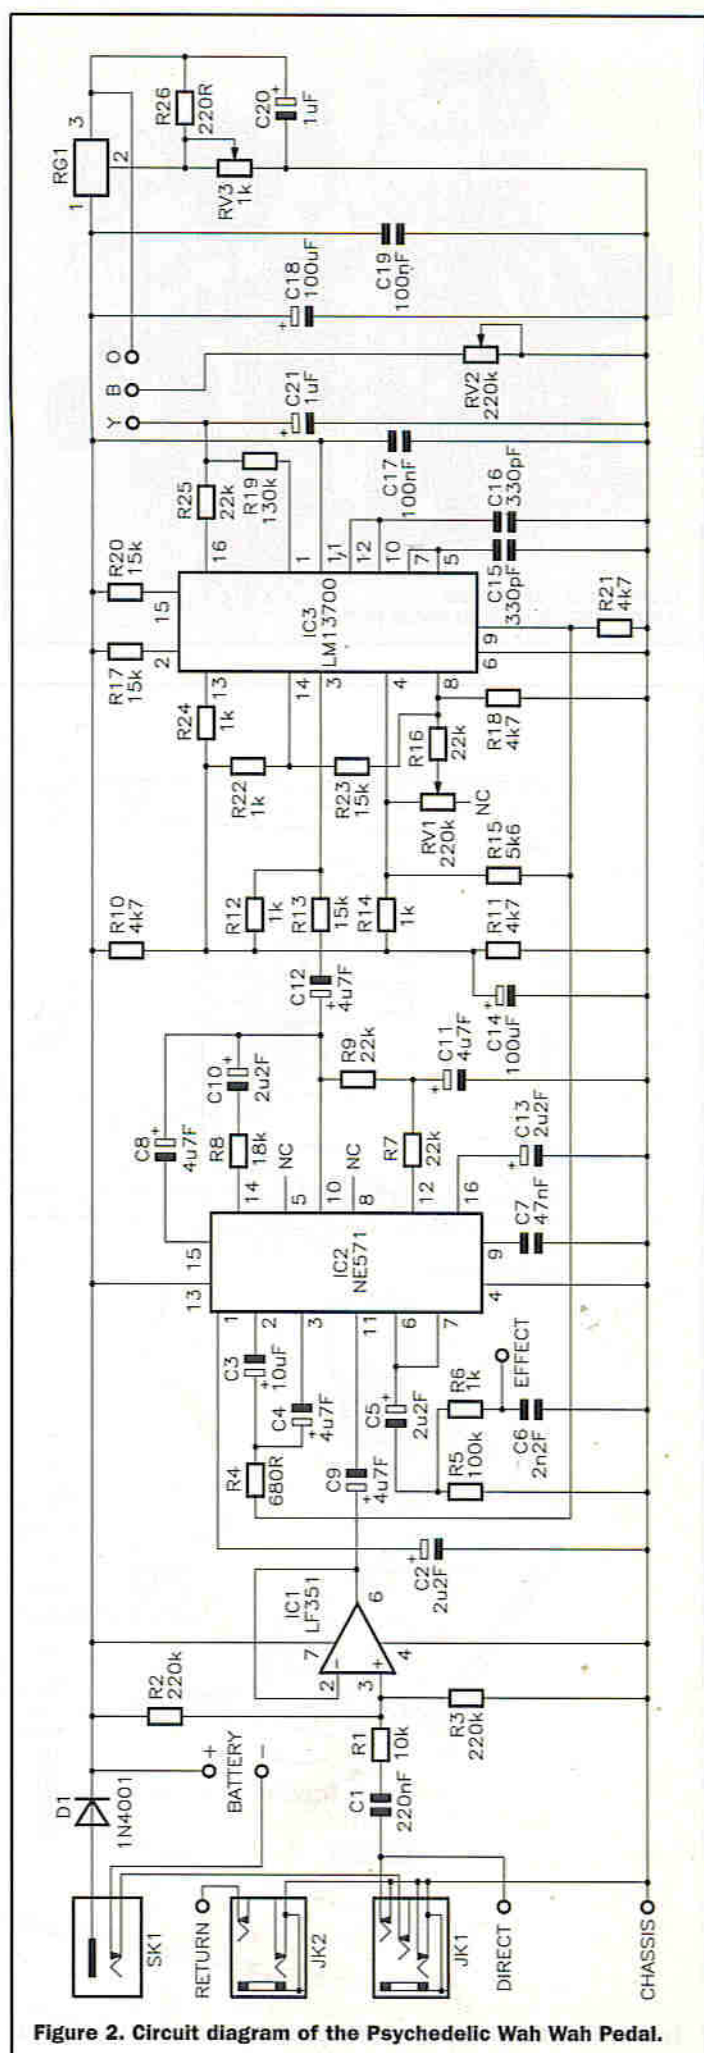 SK1
D1
1N4001
+
BATTERY
−
RETURN
JK2
JK1
DIRECT
CHASSIS
C1
220nF
R1
10k
R2
220k
R3
220k
IC1
LF351
7
2
−
3
+
6
4
C2
+
2u2F
R4
680R
C3
+
10uF
C4
+
4u7F
C9
+
4u7F
C5
+
2u2F
R5
100k
R6
1k
EFFECT
C6
2n2F
IC2
NE571
13
15
1
2
3
11
6
7
4
9
14
5
NC
10
8
NC
12
16
C7
47nF
C13
+
2u2F
C8
+
4u7F
R8
18k
C10
+
2u2F
R7
22k
R9
22k
C11
+
4u7F
C12
+
4u7F
C14
+
100uF
R10
4k7
R11
4k7
R12
1k
R13
15k
R14
1k
R15
5k6
RV1
220k
NC
R16
22k
R18
4k7
R22
1k
R23
15k
R24
1k
R17
15k
R20
15k
IC3
LM13700
2
15
13
14
3
4
8
6
9
16
1
11
12
10
7
5
R21
4k7
C15
330pF
C16
330pF
R25
22k
R19
130k
C17
100nF
C21
+
1uF
Y
B
O
RV2
220k
C18
+
100uF
C19
100nF
RG1
1
2
3
R26
220R
RV3
1k
C20
+
1uF
Figure 2. Circuit diagram of the Psychedelic Wah Wah Pedal.